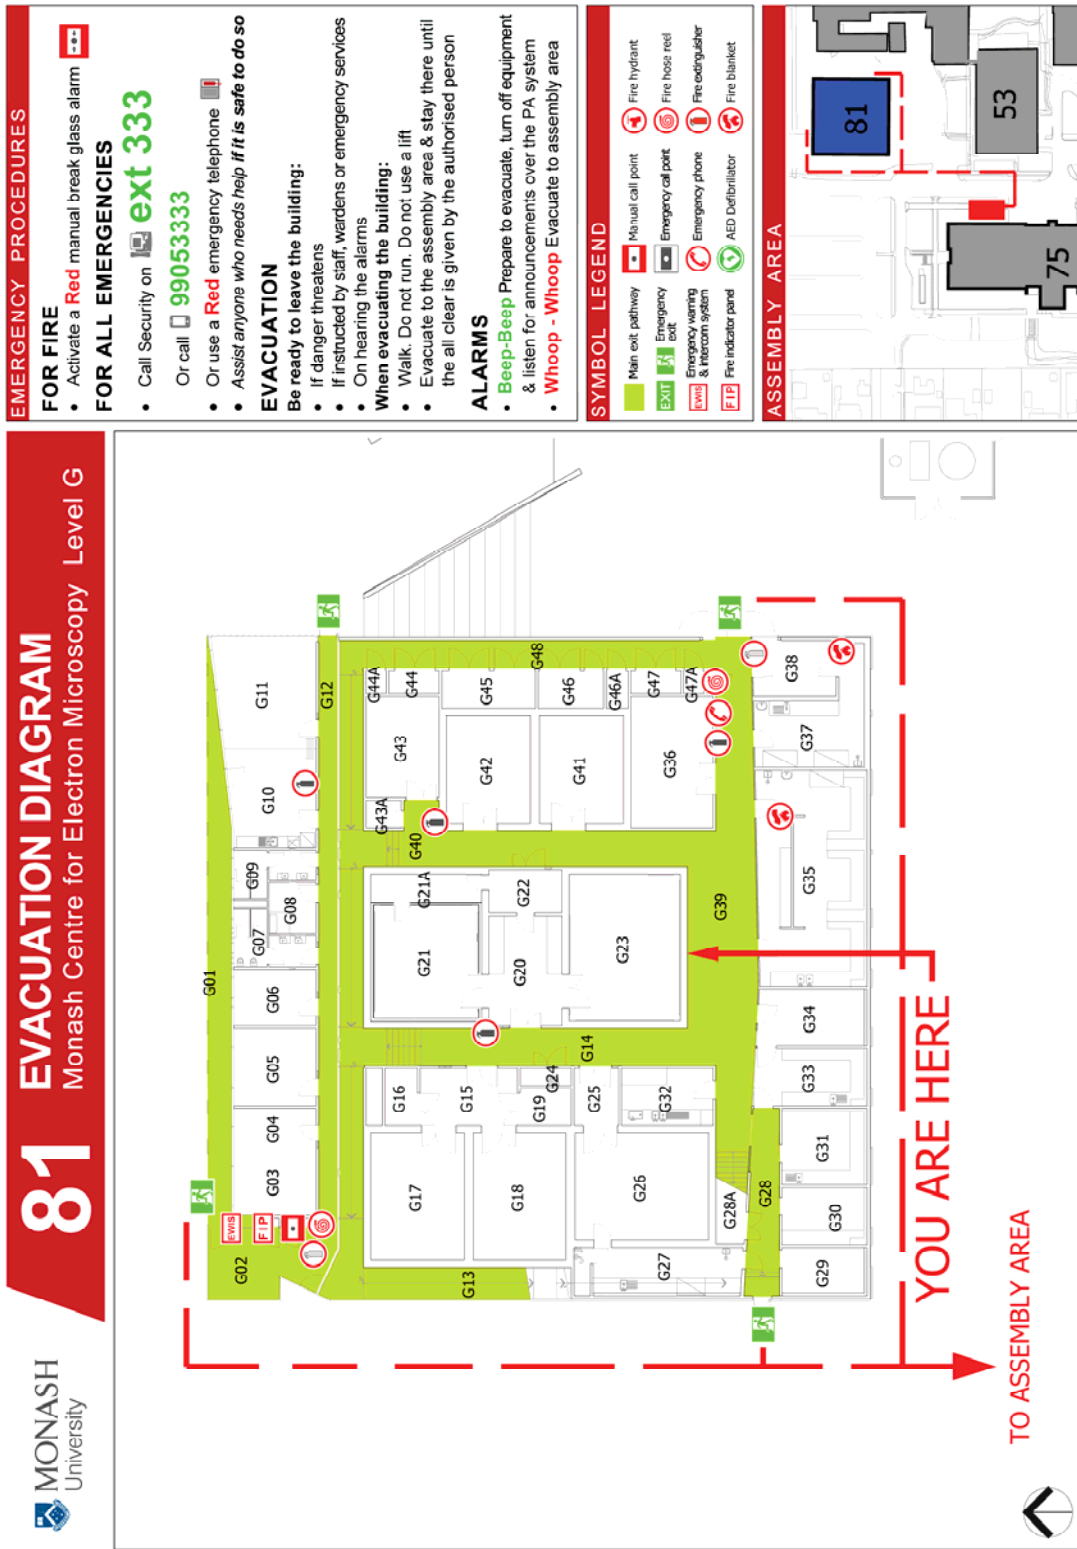 MONASH
University
81
EVACUATION DIAGRAM
Monash Centre for Electron Microscopy Level G
G01
G02
G03
G04
G05
G06
G07
G08
G09
G10
G11
G12
EWIS
FIP
G13
G14
G15
G16
G17
G18
G19
G20
G21
G21A
G22
G23
G24
G25
G26
G27
G28
G28A
G29
G30
G31
G32
G33
G34
G35
G36
G37
G38
G39
G40
G41
G42
G43
G43A
G44
G44A
G45
G46
G46A
G47
G47A
G48
YOU ARE HERE
TO ASSEMBLY AREA
EMERGENCY PROCEDURES
FOR FIRE
• Activate a Red manual break glass alarm
FOR ALL EMERGENCIES
• Call Security on ext 333
Or call 99053333
• Or use a Red emergency telephone
• Assist anyone who needs help if it is safe to do so
EVACUATION
Be ready to leave the building:
• If danger threatens
• If instructed by staff, wardens or emergency services
• On hearing the alarms
When evacuating the building:
• Walk. Do not run. Do not use a lift
• Evacuate to the assembly area & stay there until
the all clear is given by the authorised person
ALARMS
• Beep-Beep Prepare to evacuate, turn off equipment
& listen for announcements over the PA system
• Whoop - Whoop Evacuate to assembly area
SYMBOL LEGEND
Main exit pathway
Manual call point
Fire hydrant
EXIT
Emergency
exit
Emergency call point
Fire hose reel
EWIS
Emergency warning
& intercom system
Emergency phone
Fire extinguisher
FIP
Fire indicator panel
AED Defibrillator
Fire blanket
ASSEMBLY AREA
81
53
75